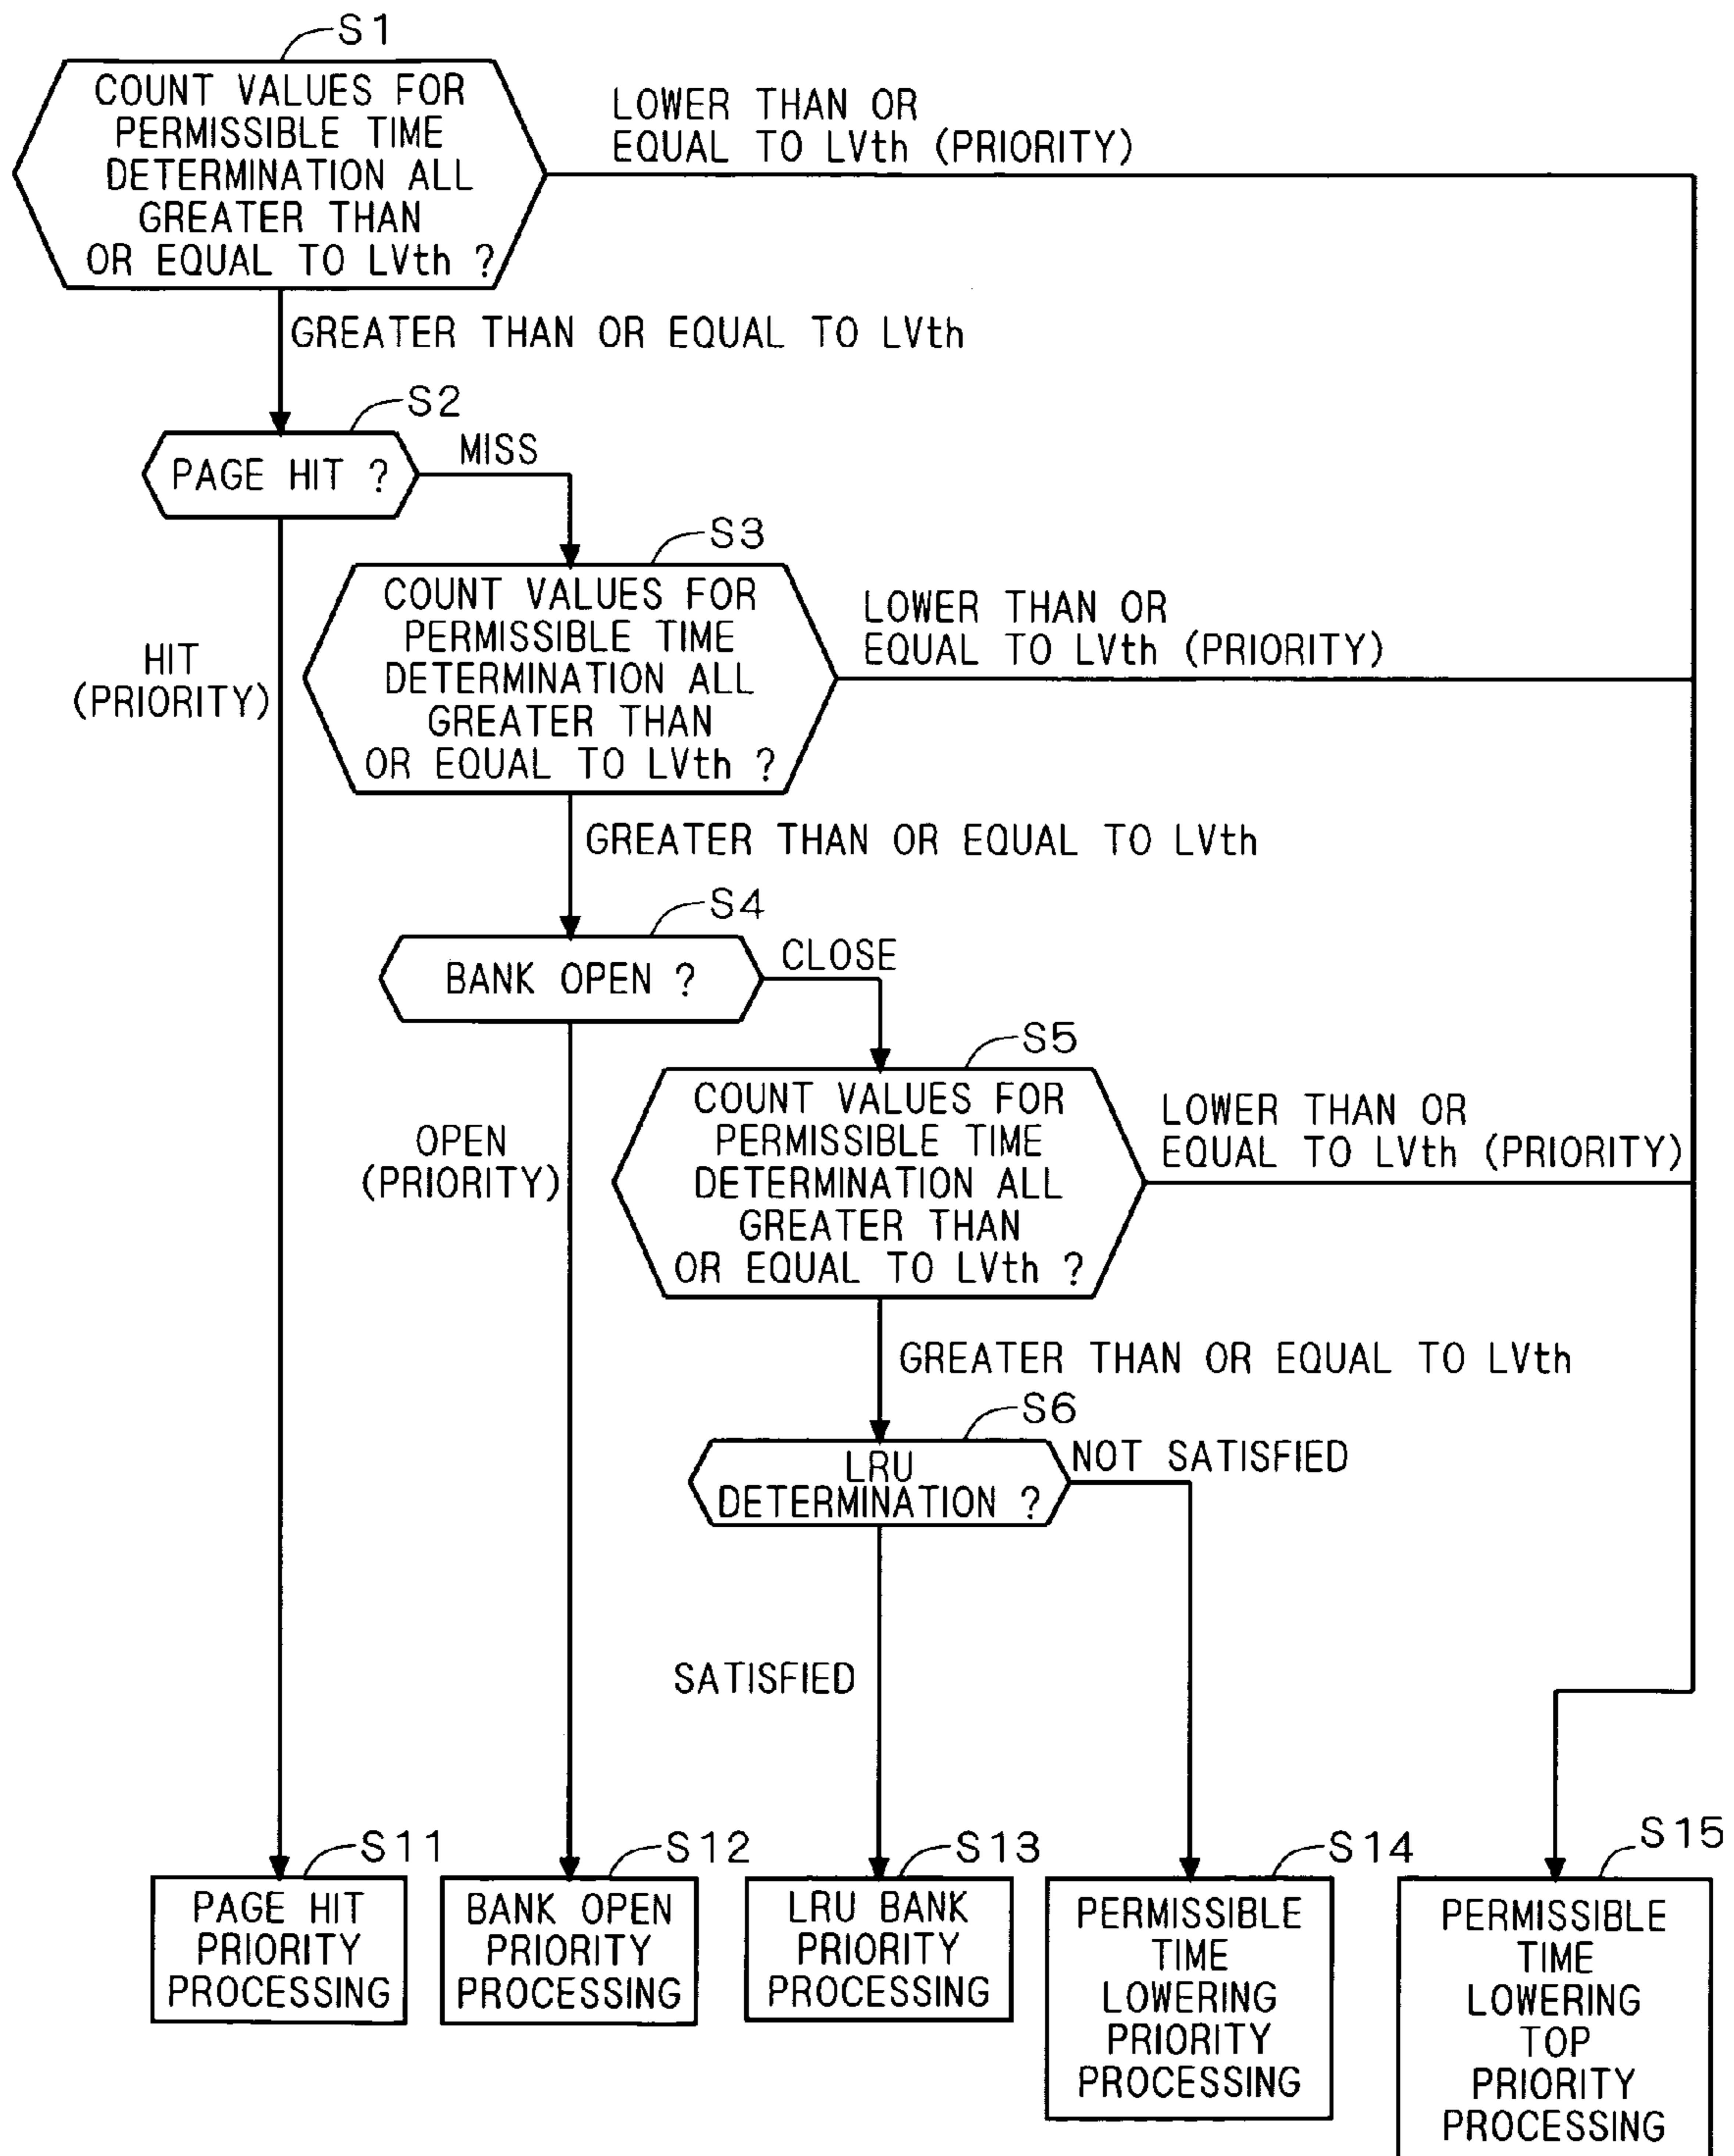 S1
COUNT VALUES FOR
PERMISSIBLE TIME
DETERMINATION ALL
GREATER THAN
OR EQUAL TO LVth ?
LOWER THAN OR
EQUAL TO LVth (PRIORITY)
GREATER THAN OR EQUAL TO LVth
S2
PAGE HIT ?
MISS
HIT
(PRIORITY)
S3
COUNT VALUES FOR
PERMISSIBLE TIME
DETERMINATION ALL
GREATER THAN
OR EQUAL TO LVth ?
LOWER THAN OR
EQUAL TO LVth (PRIORITY)
GREATER THAN OR EQUAL TO LVth
S4
BANK OPEN ?
CLOSE
OPEN
(PRIORITY)
S5
COUNT VALUES FOR
PERMISSIBLE TIME
DETERMINATION ALL
GREATER THAN
OR EQUAL TO LVth ?
LOWER THAN OR
EQUAL TO LVth (PRIORITY)
GREATER THAN OR EQUAL TO LVth
S6
LRU
DETERMINATION ?
NOT SATISFIED
SATISFIED
S11
PAGE HIT
PRIORITY
PROCESSING
S12
BANK OPEN
PRIORITY
PROCESSING
S13
LRU BANK
PRIORITY
PROCESSING
S14
PERMISSIBLE
TIME
LOWERING
PRIORITY
PROCESSING
S15
PERMISSIBLE
TIME
LOWERING
TOP
PRIORITY
PROCESSING